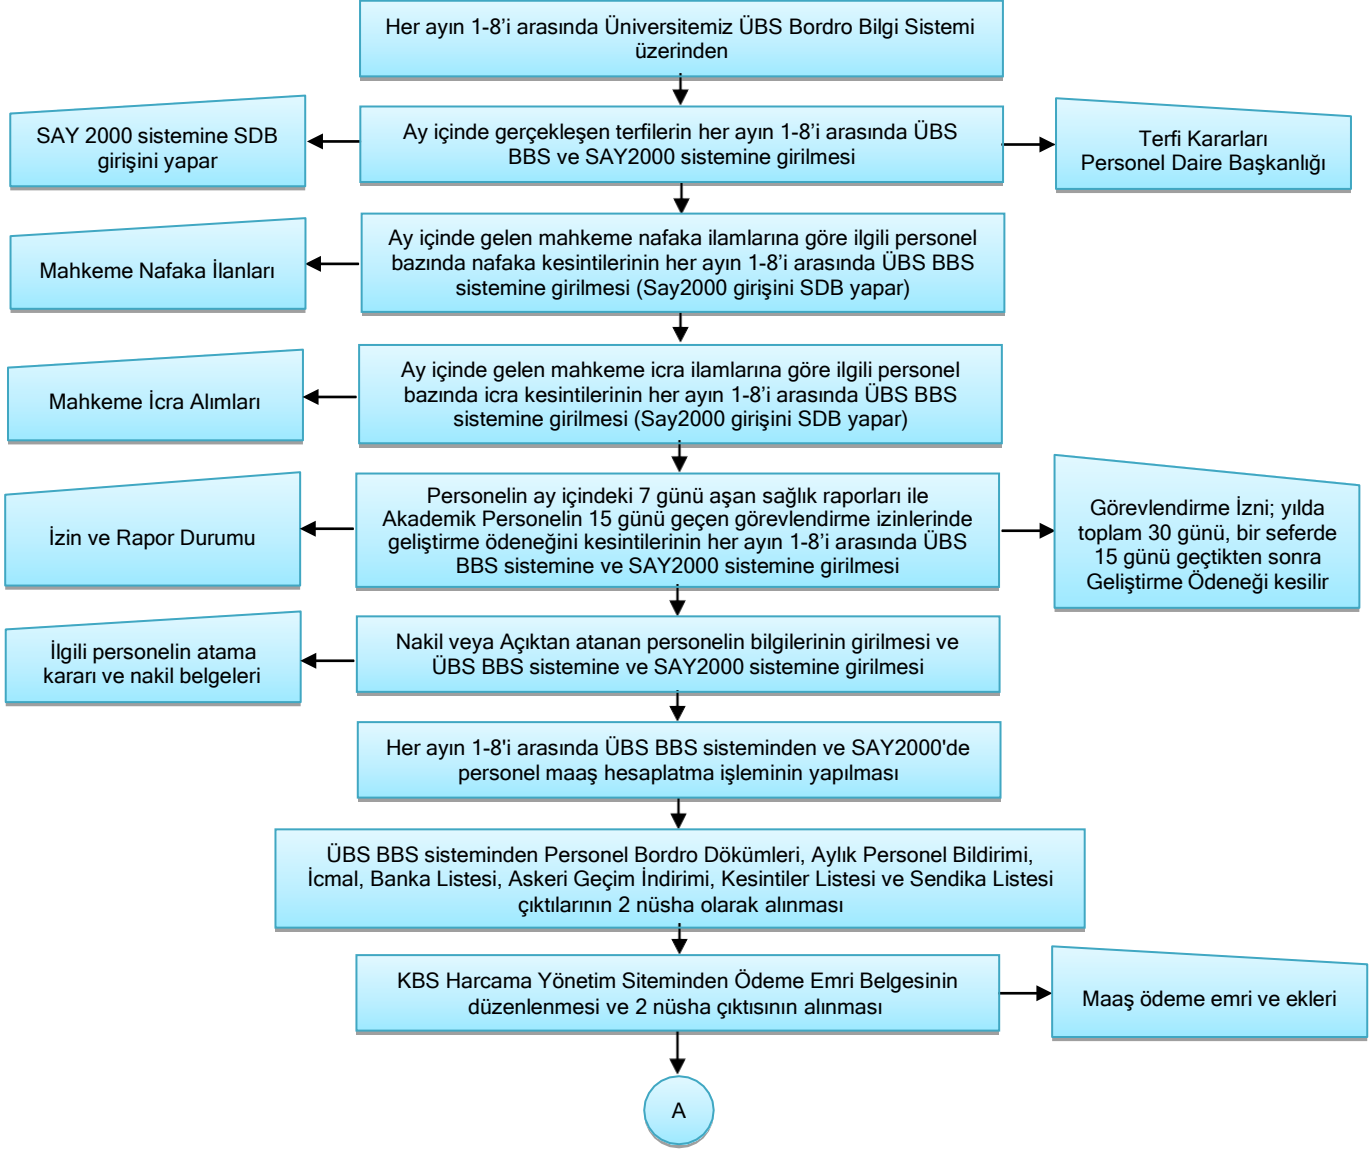 Her ayın 1-8’i arasında Üniversitemiz ÜBS Bordro Bilgi Sistemi
üzerinden
SAY 2000 sistemine SDB
girişini yapar
Ay içinde gerçekleşen terfilerin her ayın 1-8’i arasında ÜBS
BBS ve SAY2000 sistemine girilmesi
Terfi Kararları
Personel Daire Başkanlığı
Mahkeme Nafaka İlanları
Ay içinde gelen mahkeme nafaka ilamlarına göre ilgili personel
bazında nafaka kesintilerinin her ayın 1-8’i arasında ÜBS BBS
sistemine girilmesi (Say2000 girişini SDB yapar)
Mahkeme İcra Alımları
Ay içinde gelen mahkeme icra ilamlarına göre ilgili personel
bazında icra kesintilerinin her ayın 1-8’i arasında ÜBS BBS
sistemine girilmesi (Say2000 girişini SDB yapar)
İzin ve Rapor Durumu
Personelin ay içindeki 7 günü aşan sağlık raporları ile
Akademik Personelin 15 günü geçen görevlendirme izinlerinde
geliştirme ödeneğini kesintilerinin her ayın 1-8’i arasında ÜBS
BBS sistemine ve SAY2000 sistemine girilmesi
Görevlendirme İzni; yılda
toplam 30 günü, bir seferde
15 günü geçtikten sonra
Geliştirme Ödeneği kesilir
İlgili personelin atama
kararı ve nakil belgeleri
Nakil veya Açıktan atanan personelin bilgilerinin girilmesi ve
ÜBS BBS sistemine ve SAY2000 sistemine girilmesi
Her ayın 1-8'i arasında ÜBS BBS sisteminden ve SAY2000'de
personel maaş hesaplatma işleminin yapılması
ÜBS BBS sisteminden Personel Bordro Dökümleri, Aylık Personel Bildirimi,
İcmal, Banka Listesi, Askeri Geçim İndirimi, Kesintiler Listesi ve Sendika Listesi
çıktılarının 2 nüsha olarak alınması
KBS Harcama Yönetim Siteminden Ödeme Emri Belgesinin
düzenlenmesi ve 2 nüsha çıktısının alınması
Maaş ödeme emri ve ekleri
A